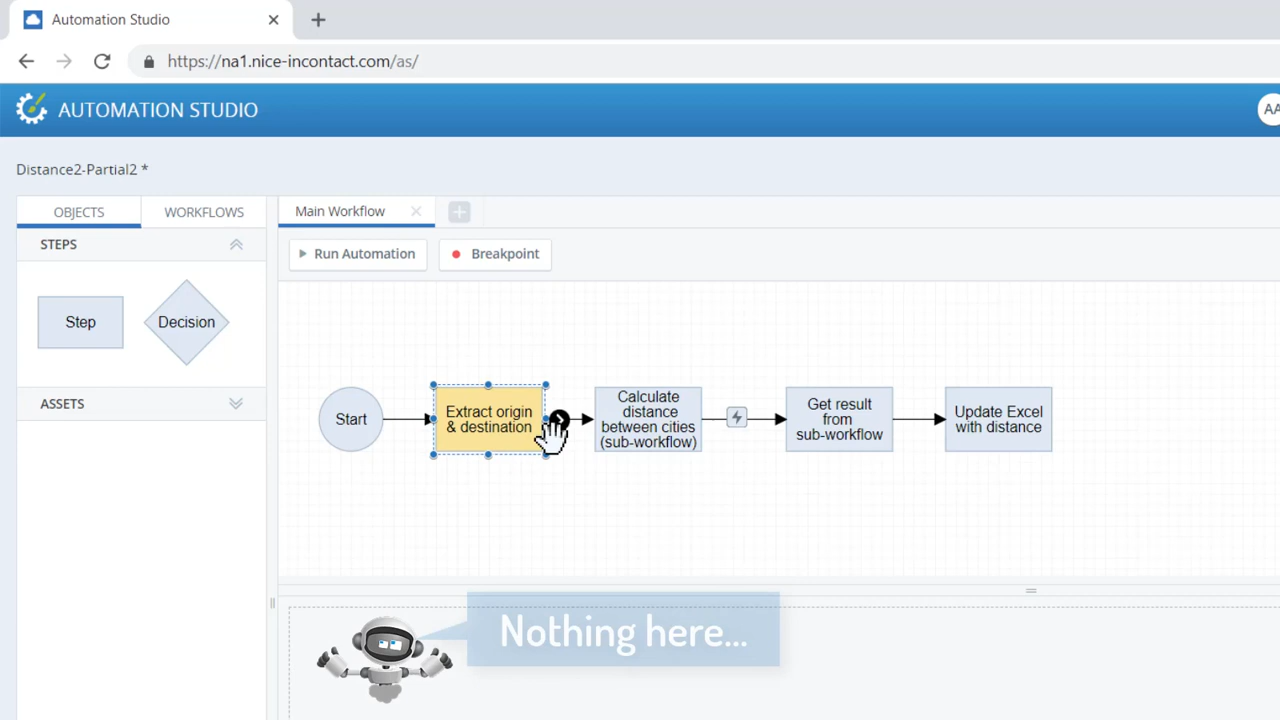 Automation Studio
https://na1.nice-incontact.com/as/
AUTOMATION STUDIO
AA
Distance2-Partial2 *
OBJECTS
WORKFLOWS
Main Workflow
STEPS
Run Automation
Breakpoint
Step
Decision
ASSETS
Start
Extract origin
& destination
Calculate
distance
between cities
(sub-workflow)
Get result
from
sub-workflow
Update Excel
with distance
Nothing here...